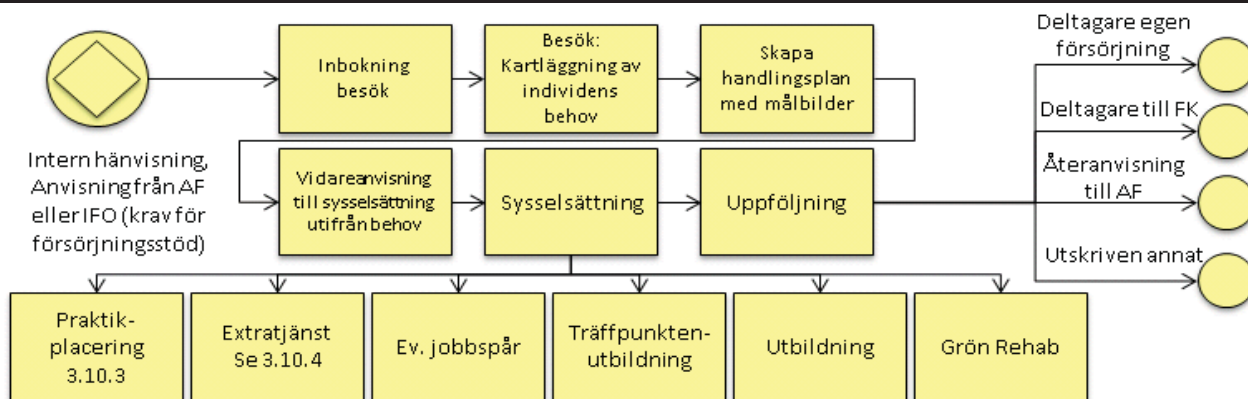 Inbokning
besök
Besök:
Kartläggning av
individens
behov
Skapa
handlingsplan
med målbilder
Deltagare egen
försörjning
Deltagare till FK
Återanvisning
till AF
Utskriven annat
Intern hänvisning,
Anvisning från AF
eller IFO (krav för
försörjningsstöd)
Vidareanvisning
till sysselsättning
utifrån behov
Sysselsättning
Uppföljning
Praktik-
placering
3.10.3
Extratjänst
Se 3.10.4
Ev. jobbspår
Träffpunkten-
utbildning
Utbildning
Grön Rehab